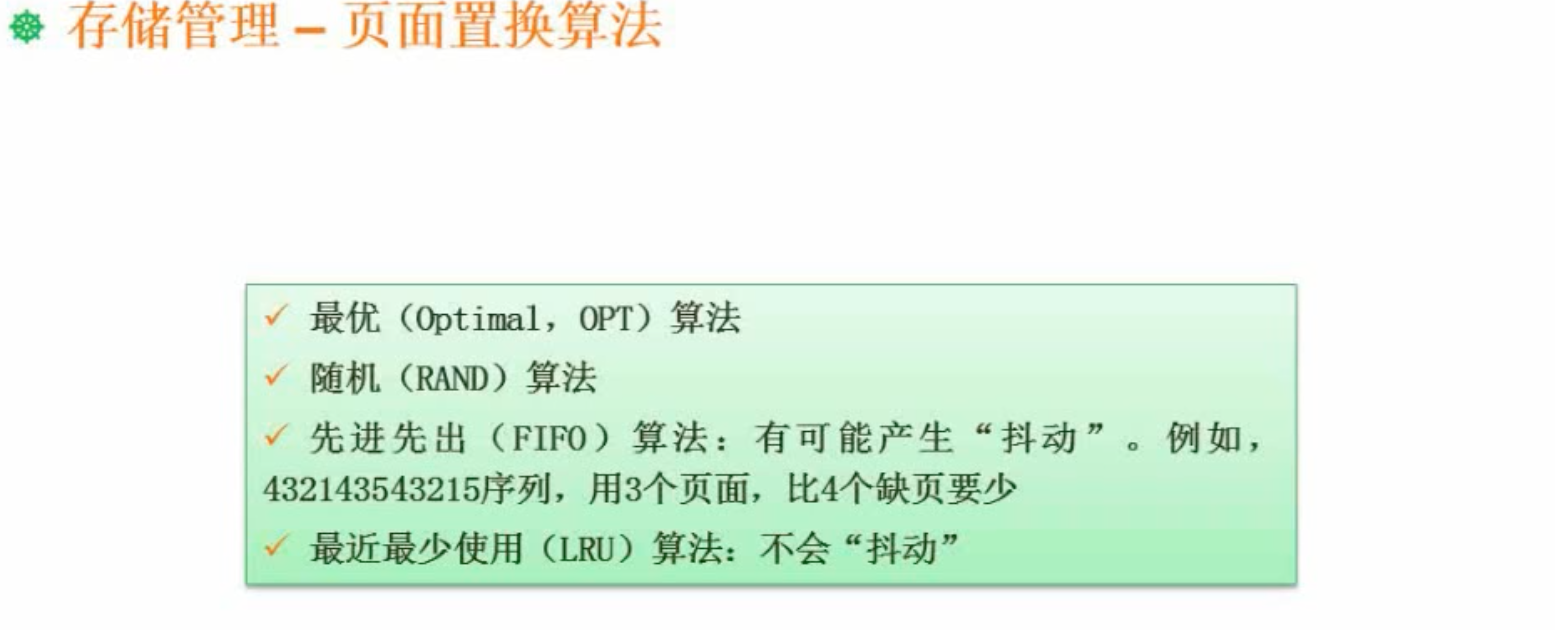 存储管理 – 页面置换算法
✓ 最优（Optimal，OPT）算法
✓ 随机（RAND）算法
✓ 先进先出（FIFO）算法：有可能产生“抖动”。例如，
432143543215序列，用3个页面，比4个缺页要少
✓ 最近最少使用（LRU）算法：不会“抖动”